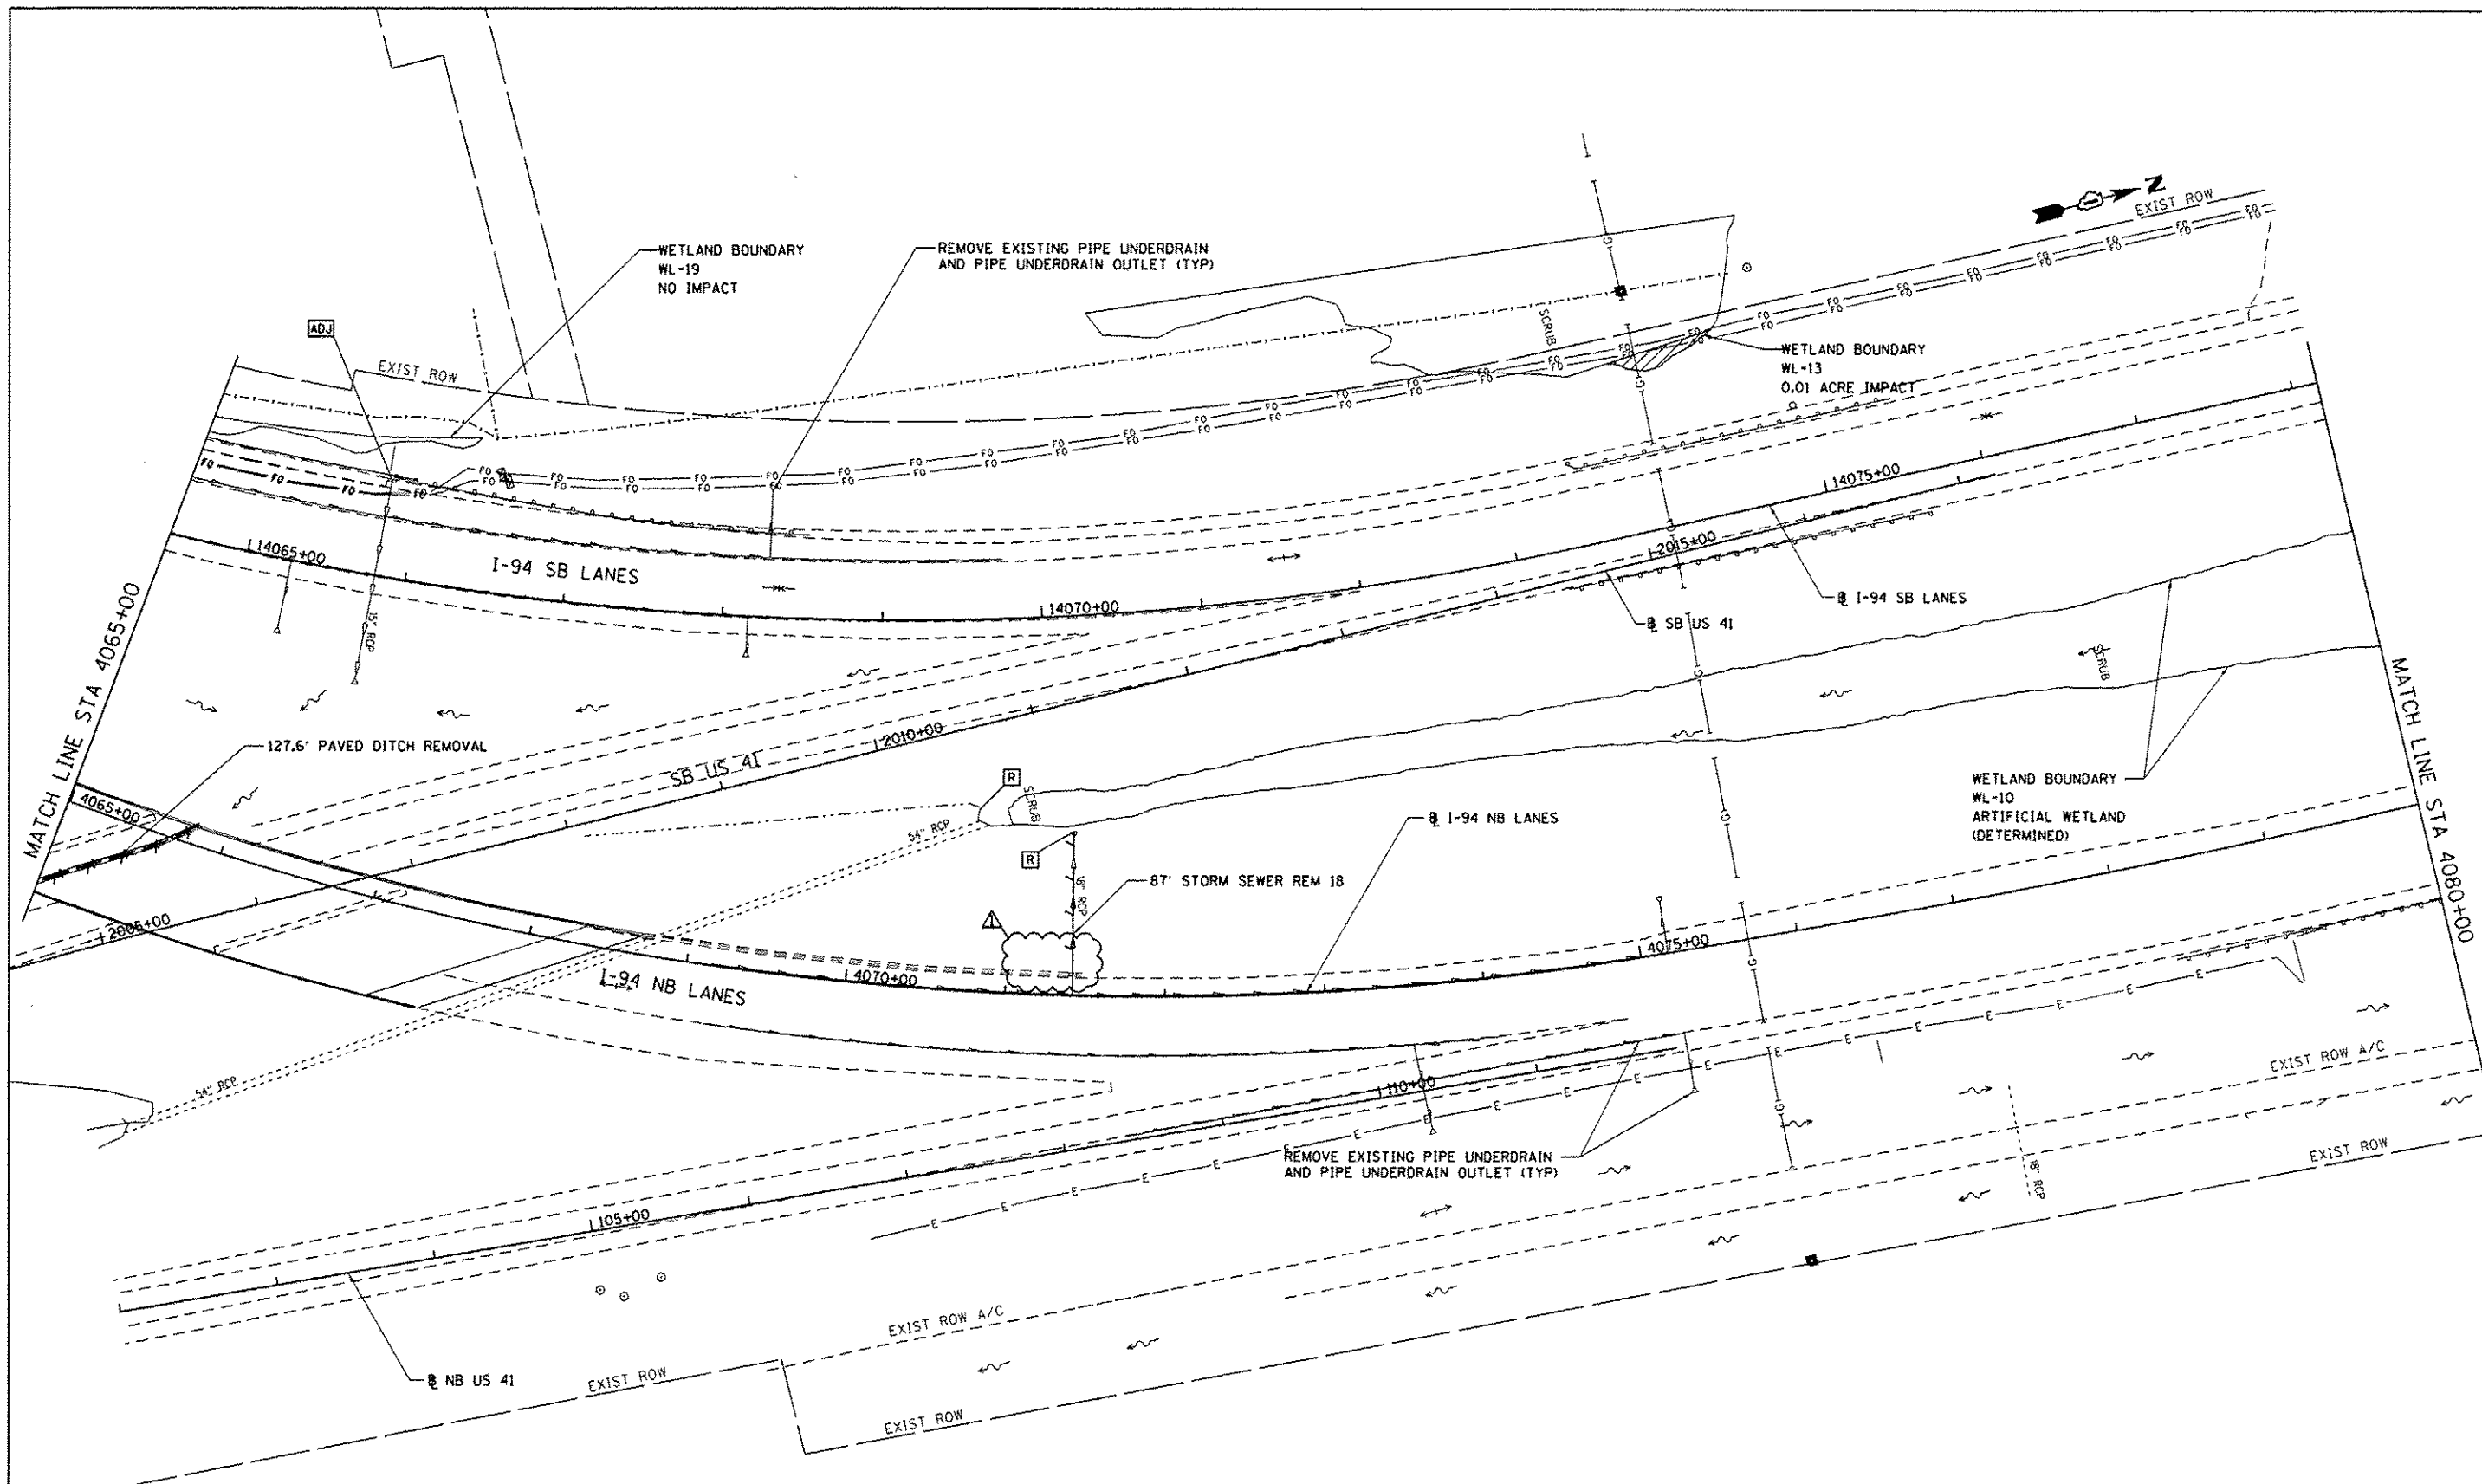 N
EXIST ROW
WETLAND BOUNDARY
WL-19
NO IMPACT
REMOVE EXISTING PIPE UNDERDRAIN
AND PIPE UNDERDRAIN OUTLET (TYP)
ADJ
EXIST ROW
SCRUB
WETLAND BOUNDARY
WL-13
0.01 ACRE IMPACT
FO
FO
G
14065+00
I-94 SB LANES
15" RCP
14070+00
14075+00
2015+00
℄ I-94 SB LANES
℄ SB US 41
MATCH LINE STA 4065+00
127.6' PAVED DITCH REMOVAL
SB US 41
2010+00
SCRUB
R
SCRUB
54" RCP
R
℄ I-94 NB LANES
WETLAND BOUNDARY
WL-10
ARTIFICIAL WETLAND
(DETERMINED)
MATCH LINE STA 4080+00
4065+00
87' STORM SEWER REM 18
18" RCP
1
2005+00
I-94 NB LANES
4070+00
4075+00
54" RCP
E
110+00
REMOVE EXISTING PIPE UNDERDRAIN
AND PIPE UNDERDRAIN OUTLET (TYP)
EXIST ROW A/C
EXIST ROW
18" RCP
105+00
EXIST ROW A/C
℄ NB US 41
EXIST ROW
EXIST ROW